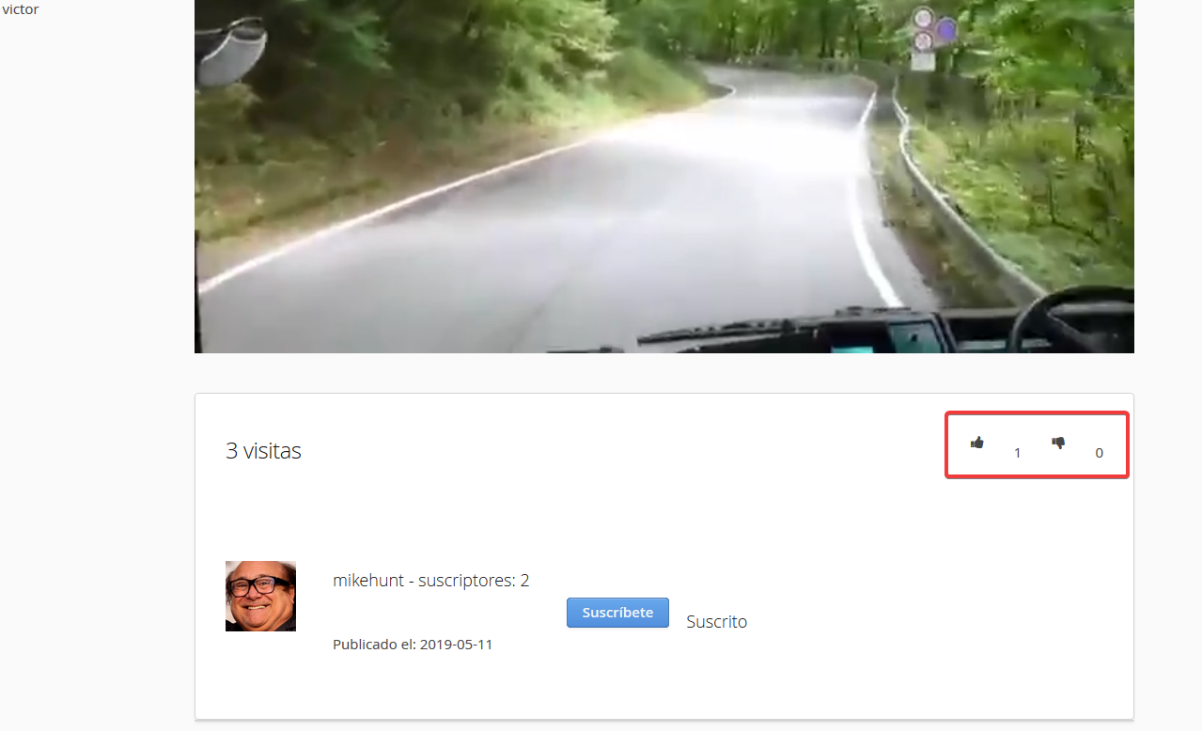 victor
3 visitas
1 0
mikehunt - suscriptores: 2
Suscríbete Suscrito
Publicado el: 2019-05-11